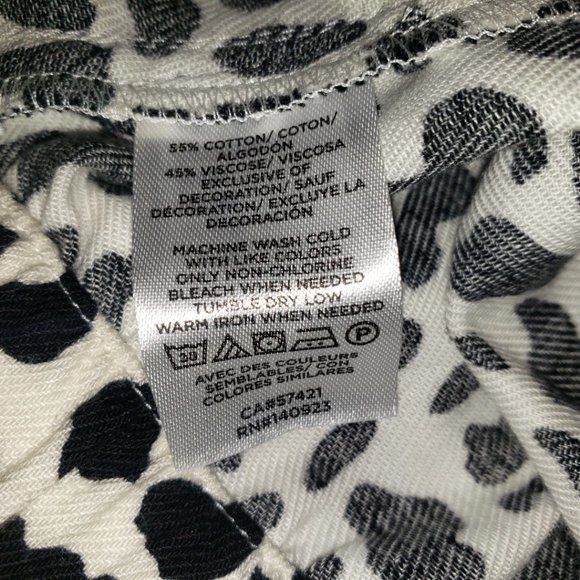 55% COTTON/ COTON/
ALGODÓN
45% VISCOSE/ VISCOSA
EXCLUSIVE OF
DECORATION/ SAUF
DÉCORATION/ EXCLUYE LA
DECORACIÓN
MACHINE WASH COLD
WITH LIKE COLORS
ONLY NON-CHLORINE
BLEACH WHEN NEEDED
TUMBLE DRY LOW
WARM IRON WHEN NEEDED
30 P
AVEC DES COULEURS
SEMBLABLES/ CON
COLORES SIMILARES
CA#57421
RN#140923